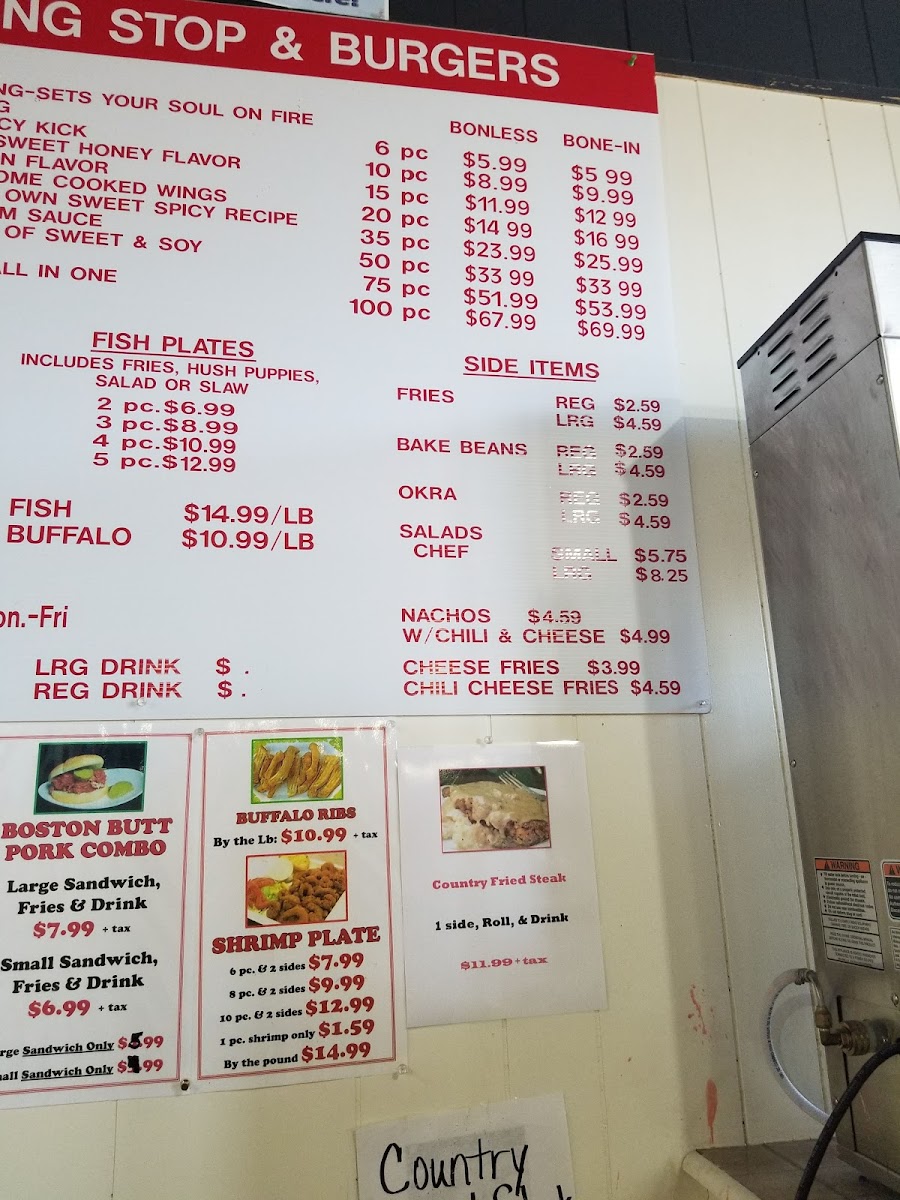 NG STOP & BURGERS
NG-SETS YOUR SOUL ON FIRE
G
CY KICK
SWEET HONEY FLAVOR
N FLAVOR
OME COOKED WINGS
OWN SWEET SPICY RECIPE
M SAUCE
OF SWEET & SOY
ALL IN ONE
BONLESS BONE-IN
6 pc $5.99 $5 99
10 pc $8.99 $9.99
15 pc $11.99 $12 99
20 pc $14 99 $16 99
35 pc $23.99 $25.99
50 pc $33 99 $33 99
75 pc $51.99 $53.99
100 pc $67.99 $69.99
FISH PLATES
INCLUDES FRIES, HUSH PUPPIES,
SALAD OR SLAW
2 pc.$6.99
3 pc.$8.99
4 pc.$10.99
5 pc.$12.99
FISH $14.99/LB
BUFFALO $10.99/LB
on.-Fri
LRG DRINK $ .
REG DRINK $ .
SIDE ITEMS
FRIES REG $2.59
LRG $4.59
BAKE BEANS REG $2.59
LRG $4.59
OKRA REG $2.59
LRG $4.59
SALADS
CHEF SMALL $5.75
LRG $8.25
NACHOS $4.59
W/CHILI & CHEESE $4.99
CHEESE FRIES $3.99
CHILI CHEESE FRIES $4.59
BOSTON BUTT
PORK COMBO
Large Sandwich,
Fries & Drink
$7.99 + tax
Small Sandwich,
Fries & Drink
$6.99 + tax
rge Sandwich Only $5.99
all Sandwich Only $ .99
BUFFALO RIBS
By the Lb: $10.99 + tax
SHRIMP PLATE
6 pc. & 2 sides $7.99
8 pc. & 2 sides $9.99
10 pc. & 2 sides $12.99
1 pc. shrimp only $1.59
By the pound $14.99
Country Fried Steak
1 side, Roll, & Drink
$11.99+tax
Country
WARNING